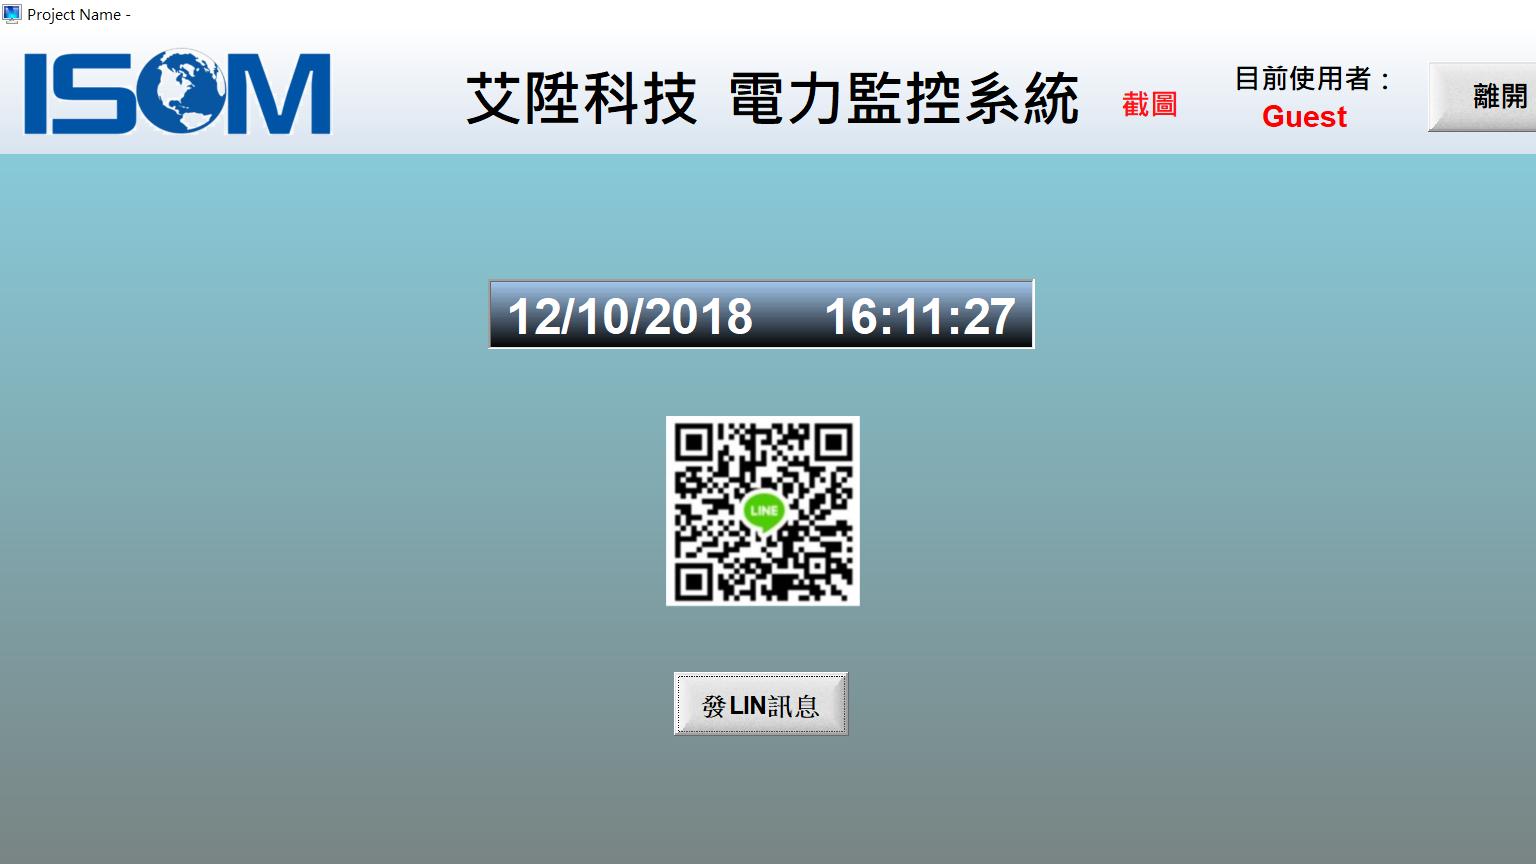 Project Name -
ISOM
艾陞科技 電力監控系統
截圖
目前使用者：
Guest
離開
12/10/2018 16:11:27
LINE
發LIN訊息